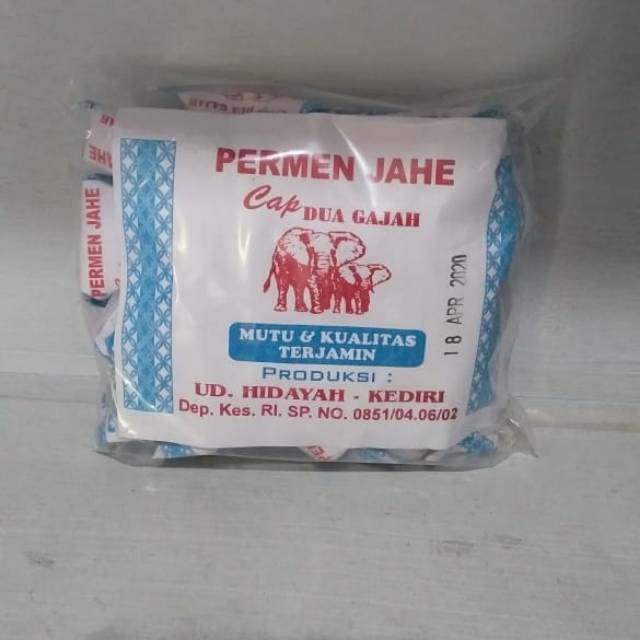 PERMEN JAHE
Cap DUA GAJAH
18 APR 2020
MUTU & KUALITAS
TERJAMIN
PRODUKSI :
UD. HIDAYAH - KEDIRI
Dep. Kes. RI. SP. NO. 0851/04.06/02
PERMEN JAHE
JAHE